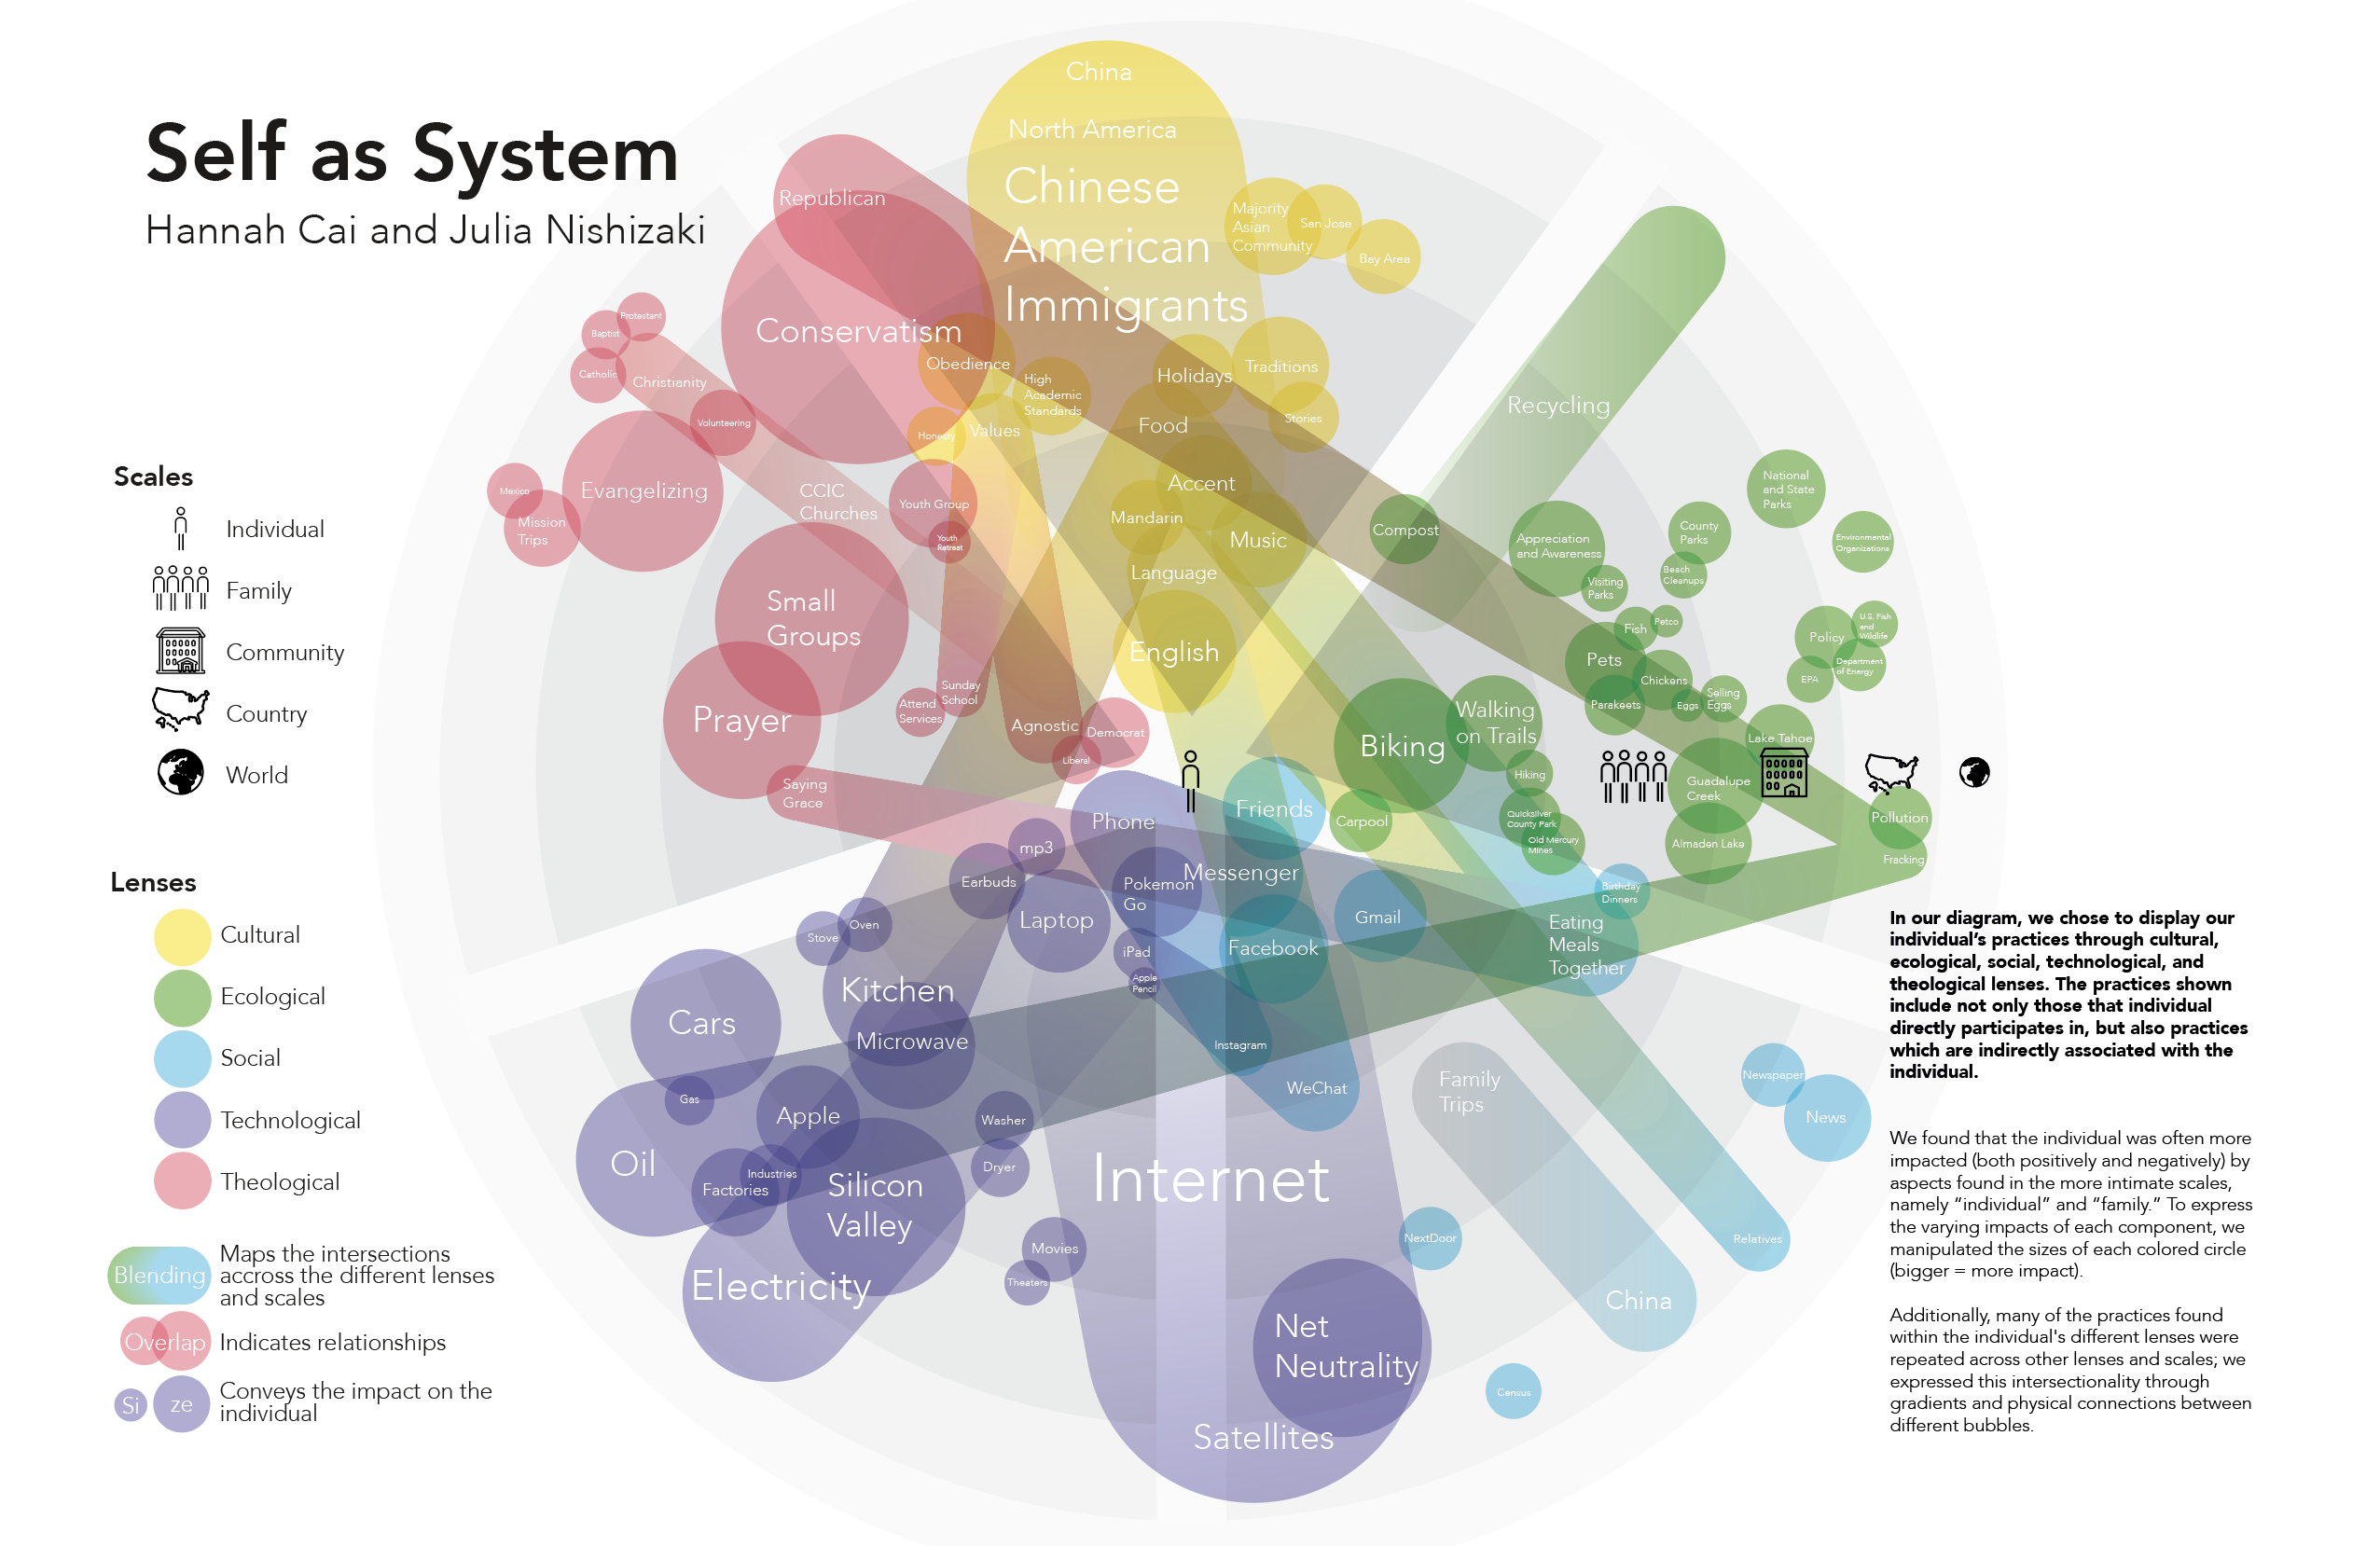 Self as System
Hannah Cai and Julia Nishizaki
Scales
Individual
Family
Community
Country
World
Lenses
Cultural
Ecological
Social
Technological
Theological
Blending
Maps the intersections
accross the different lenses
and scales
Overlap
Indicates relationships
Si
ze
Conveys the impact on the
individual
China
North America
Chinese
American
Immigrants
Majority
Asian
Community
San Jose
Bay Area
Republican
Conservatism
Obedience
High
Academic
Standards
Holidays
Traditions
Stories
Food
Values
Honesty
Protestant
Baptist
Catholic
Christianity
Volunteering
Evangelizing
Mexico
Mission
Trips
CCIC
Churches
Youth Group
Youth
Retreat
Small
Groups
Prayer
Saying
Grace
Attend
Services
Sunday
School
Agnostic
Democrat
Liberal
Accent
Mandarin
Music
Language
English
Recycling
Compost
Appreciation
and Awareness
Visiting
Parks
National
and State
Parks
County
Parks
Beach
Cleanups
Environmental
Organizations
Fish
Petco
Pets
Chickens
Parakeets
Eggs
Selling
Eggs
Policy
U.S. Fish
and
Wildlife
Department
of Energy
EPA
Lake Tahoe
Guadalupe
Creek
Almaden Lake
Pollution
Fracking
Biking
Walking
on Trails
Hiking
Quicksilver
County Park
Old Mercury
Mines
Carpool
Friends
Phone
Messenger
Pokemon
Go
mp3
Earbuds
Laptop
iPad
Apple
Pencil
Facebook
Gmail
Birthday
Dinners
Eating
Meals
Together
Instagram
WeChat
Stove
Oven
Kitchen
Microwave
Cars
Gas
Apple
Oil
Factories
Industries
Silicon
Valley
Electricity
Washer
Dryer
Movies
Theaters
Internet
Net
Neutrality
Satellites
Family
Trips
China
NextDoor
Census
Relatives
Newspaper
News
In our diagram, we chose to display our
individual’s practices through cultural,
ecological, social, technological, and
theological lenses. The practices shown
include not only those that individual
directly participates in, but also practices
which are indirectly associated with the
individual.
We found that the individual was often more
impacted (both positively and negatively) by
aspects found in the more intimate scales,
namely “individual” and “family.” To express
the varying impacts of each component, we
manipulated the sizes of each colored circle
(bigger = more impact).
Additionally, many of the practices found
within the individual's different lenses were
repeated across other lenses and scales; we
expressed this intersectionality through
gradients and physical connections between
different bubbles.